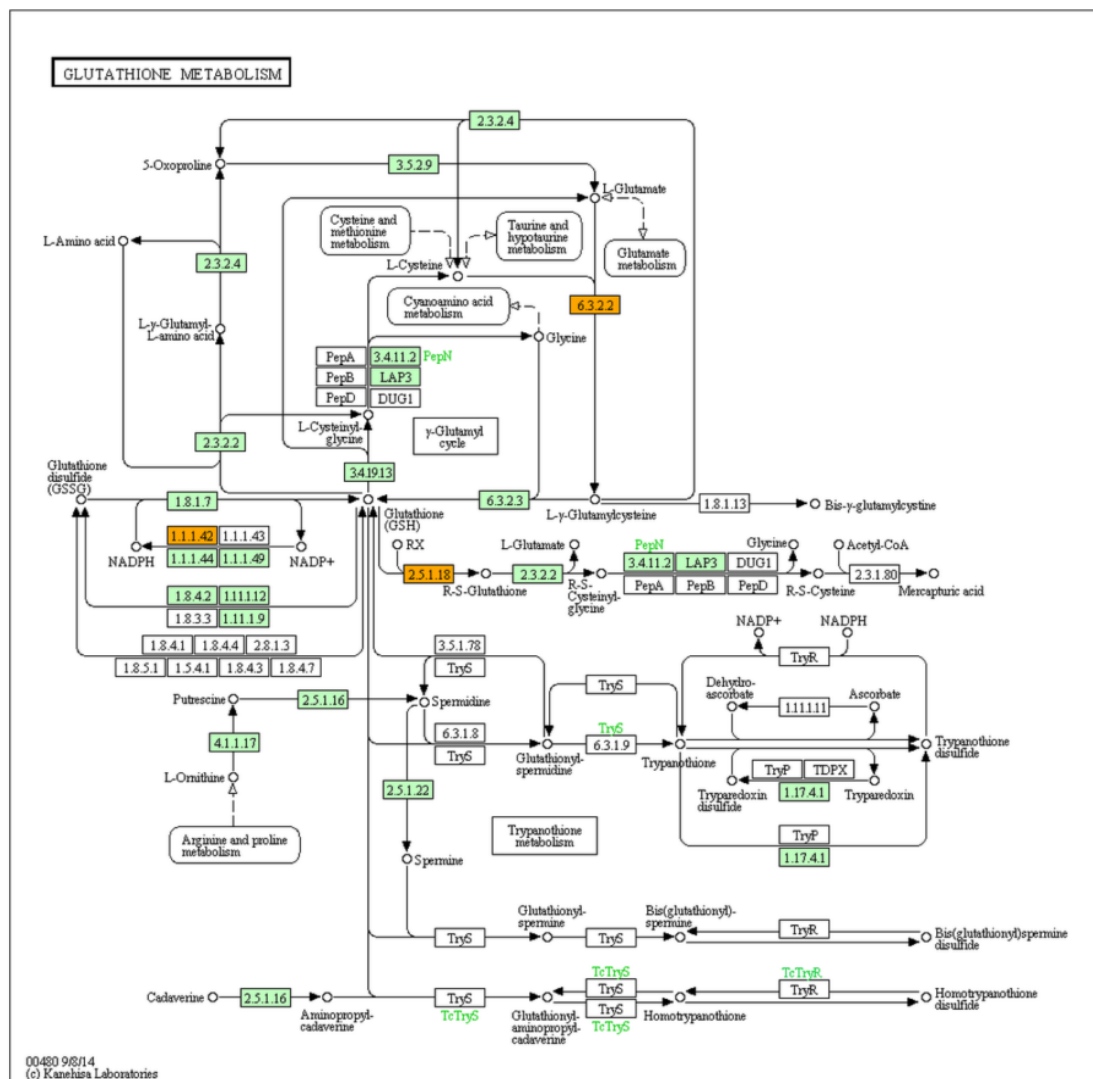 GLUTATHIONE METABOLISM
2.3.2.4
5-Oxoproline
3.5.2.9
L-Glutamate
Cysteine and
methionine
metabolism
Taurine and
hypotaurine
metabolism
L-Amino acid
Glutamate
metabolism
2.3.2.4
L-Cysteine
Cyanoamino acid
metabolism
6.3.2.2
L-γ-Glutamyl-
L-amino acid
Glycine
PepA
3.4.11.2
PepN
PepB
LAP3
PepD
DUG1
L-Cysteinyl-
glycine
γ-Glutamyl
cycle
2.3.2.2
3.4.19.13
Glutathione
disulfide
(GSSG)
1.8.1.7
6.3.2.3
1.8.1.13
Bis-γ-glutamylcystine
L-γ-Glutamylcysteine
Glutathione
(GSH)
1.1.1.42
1.1.1.43
NADPH
NADP+
1.1.1.44
1.1.1.49
RX
L-Glutamate
PepN
Glycine
Acetyl-CoA
2.5.1.18
2.3.2.2
3.4.11.2
LAP3
DUG1
PepA
PepB
PepD
2.3.1.80
R-S-Glutathione
R-S-
Cysteinyl-
glycine
R-S-Cysteine
Mercapturic acid
1.8.4.2
1.11.1.12
1.8.3.3
1.11.1.9
1.8.4.1
1.8.4.4
2.8.1.3
1.8.5.1
1.5.4.1
1.8.4.3
1.8.4.7
3.5.1.78
TryS
NADP+
NADPH
TryR
Putrescine
2.5.1.16
Spermidine
TryS
Dehydro-
ascorbate
Ascorbate
1.11.1.11
4.1.1.17
6.3.1.8
TryS
TryS
6.3.1.9
Glutathionyl-
spermidine
Trypanothione
Trypanothione
disulfide
L-Ornithine
2.5.1.22
TryP
TDPX
1.17.4.1
Tryparedoxin
disulfide
Tryparedoxin
Arginine and proline
metabolism
Trypanothione
metabolism
TryP
1.17.4.1
Spermine
Glutathionyl-
spermine
Bis(glutathionyl)-
spermine
TryS
TryS
TryR
Bis(glutathionyl)spermine
disulfide
TcTryS
TcTryR
Cadaverine
2.5.1.16
Aminopropyl-
cadaverine
TryS
TcTryS
TryS
TryS
TcTryS
TryR
Glutathionyl-
aminopropyl-
cadaverine
Homotrypanothione
Homotrypanothione
disulfide
00480 9/8/14
(c) Kanehisa Laboratories